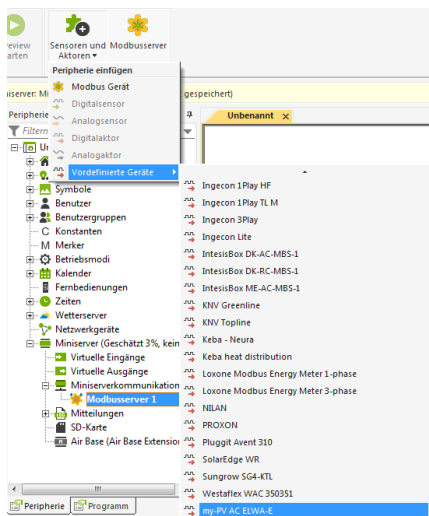 eview
arten
Sensoren und
Aktoren
Modbusserver
Peripherie einfügen
Modbus Gerät
Digitalsensor
Analogsensor
Digitalaktor
Analogaktor
Vordefinierte Geräte
gespeichert)
Unbenannt
Peripherie
Symbole
Benutzer
Benutzergruppen
C Konstanten
M Merker
Betriebsmodi
Kalender
Fernbedienungen
Zeiten
Wetterserver
Netzwerkgeräte
Miniserver (Geschätzt 3%, kein
Virtuelle Eingänge
Virtuelle Ausgänge
Miniserverkommunikation
Modbusserver 1
Mitteilungen
SD-Karte
Air Base (Air Base Extension
Ingecon 1Play HF
Ingecon 1Play TL M
Ingecon 3Play
Ingecon Lite
IntesisBox DK-AC-MBS-1
IntesisBox DK-RC-MBS-1
IntesisBox ME-AC-MBS-1
KNV Greenline
KNV Topline
Keba - Neura
Keba heat distribution
Loxone Modbus Energy Meter 1-phase
Loxone Modbus Energy Meter 3-phase
NILAN
PROXON
Pluggit Avent 310
SolarEdge WR
Sungrow SG4-KTL
Westaflex WAC 350351
my-PV AC ELWA-E
Peripherie
Programm